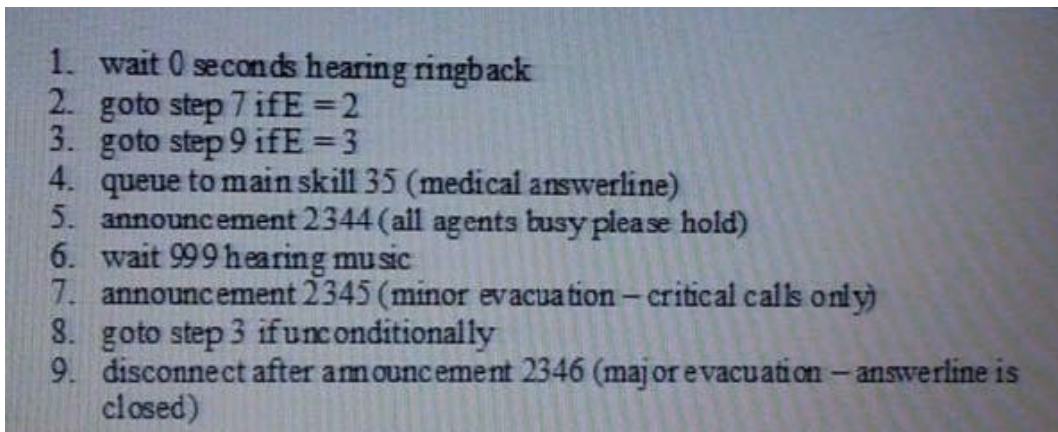 1. wait 0 seconds hearing ringback
2. goto step 7 if E = 2
3. goto step 9 if E = 3
4. queue to main skill 35 (medical answerline)
5. announcement 2344 (all agents busy please hold)
6. wait 999 hearing music
7. announcement 2345 (minor evacuation – critical calls only)
8. goto step 3 if unconditionally
9. disconnect after announcement 2346 (major evacuation – answerline is
closed)